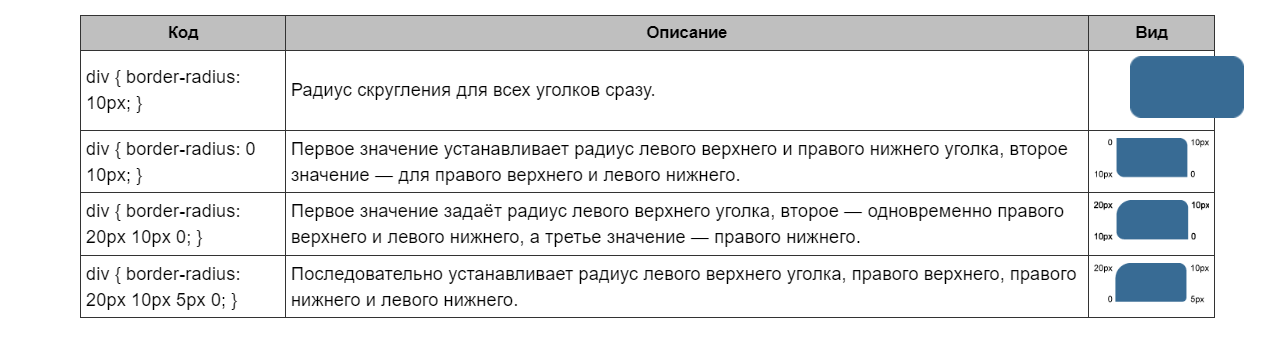 Код Описание Вид
div { border-radius:
10px; }
Радиус скругления для всех уголков сразу.
div { border-radius: 0
10px; }
Первое значение устанавливает радиус левого верхнего и правого нижнего уголка, второе
значение — для правого верхнего и левого нижнего.
0 10px
10px 0
div { border-radius:
20px 10px 0; }
Первое значение задаёт радиус левого верхнего уголка, второе — одновременно правого
верхнего и левого нижнего, а третье значение — правого нижнего.
20px 10px
10px 0
div { border-radius:
20px 10px 5px 0; }
Последовательно устанавливает радиус левого верхнего уголка, правого верхнего, правого
нижнего и левого нижнего.
20px 10px
0 5px